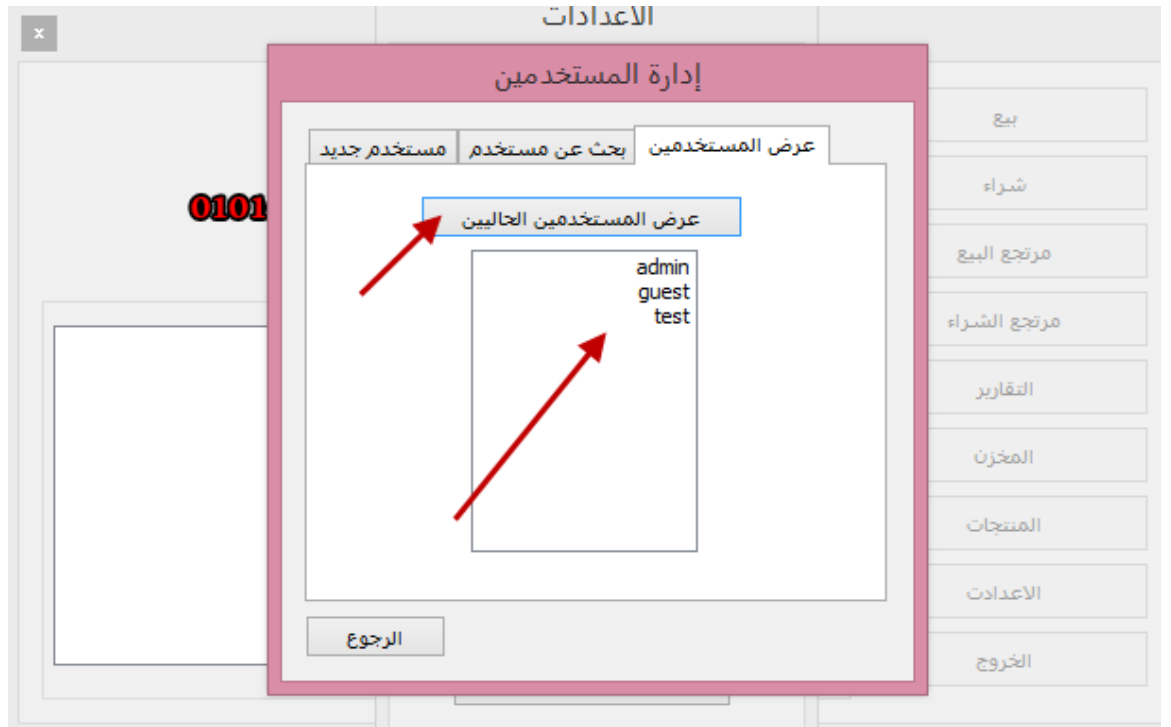 الاعدادات
x
إدارة المستخدمين
عرض المستخدمين
بحث عن مستخدم
مستخدم جديد
عرض المستخدمين الحاليين
admin
guest
test
الرجوع
0101
بيع
شراء
مرتجع البيع
مرتجع الشراء
التقارير
المخزن
المنتجات
الاعدادت
الخروج